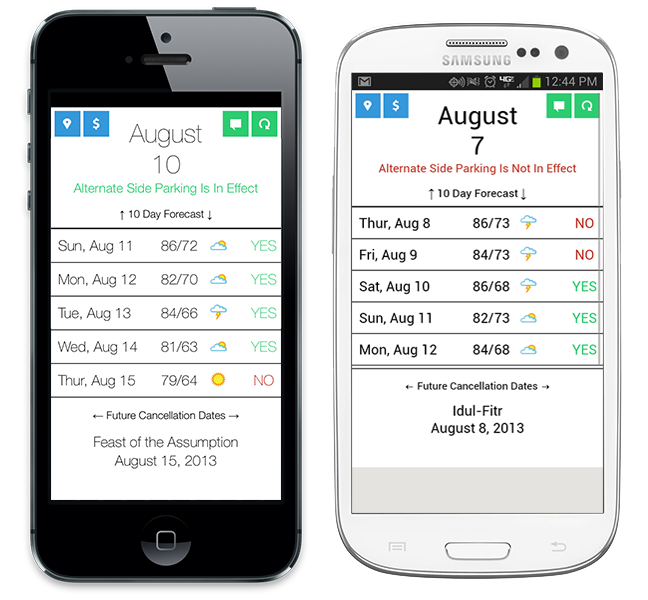 August
10
Alternate Side Parking Is In Effect
↑ 10 Day Forecast ↓
Sun, Aug 11 86/72 YES
Mon, Aug 12 82/70 YES
Tue, Aug 13 84/66 YES
Wed, Aug 14 81/63 YES
Thur, Aug 15 79/64 NO
← Future Cancellation Dates →
Feast of the Assumption
August 15, 2013
SAMSUNG
4G 12:44 PM
August
7
Alternate Side Parking Is Not In Effect
↑ 10 Day Forecast ↓
Thur, Aug 8 86/73 NO
Fri, Aug 9 84/73 NO
Sat, Aug 10 86/68 YES
Sun, Aug 11 82/73 YES
Mon, Aug 12 84/68 YES
← Future Cancellation Dates →
Idul-Fitr
August 8, 2013